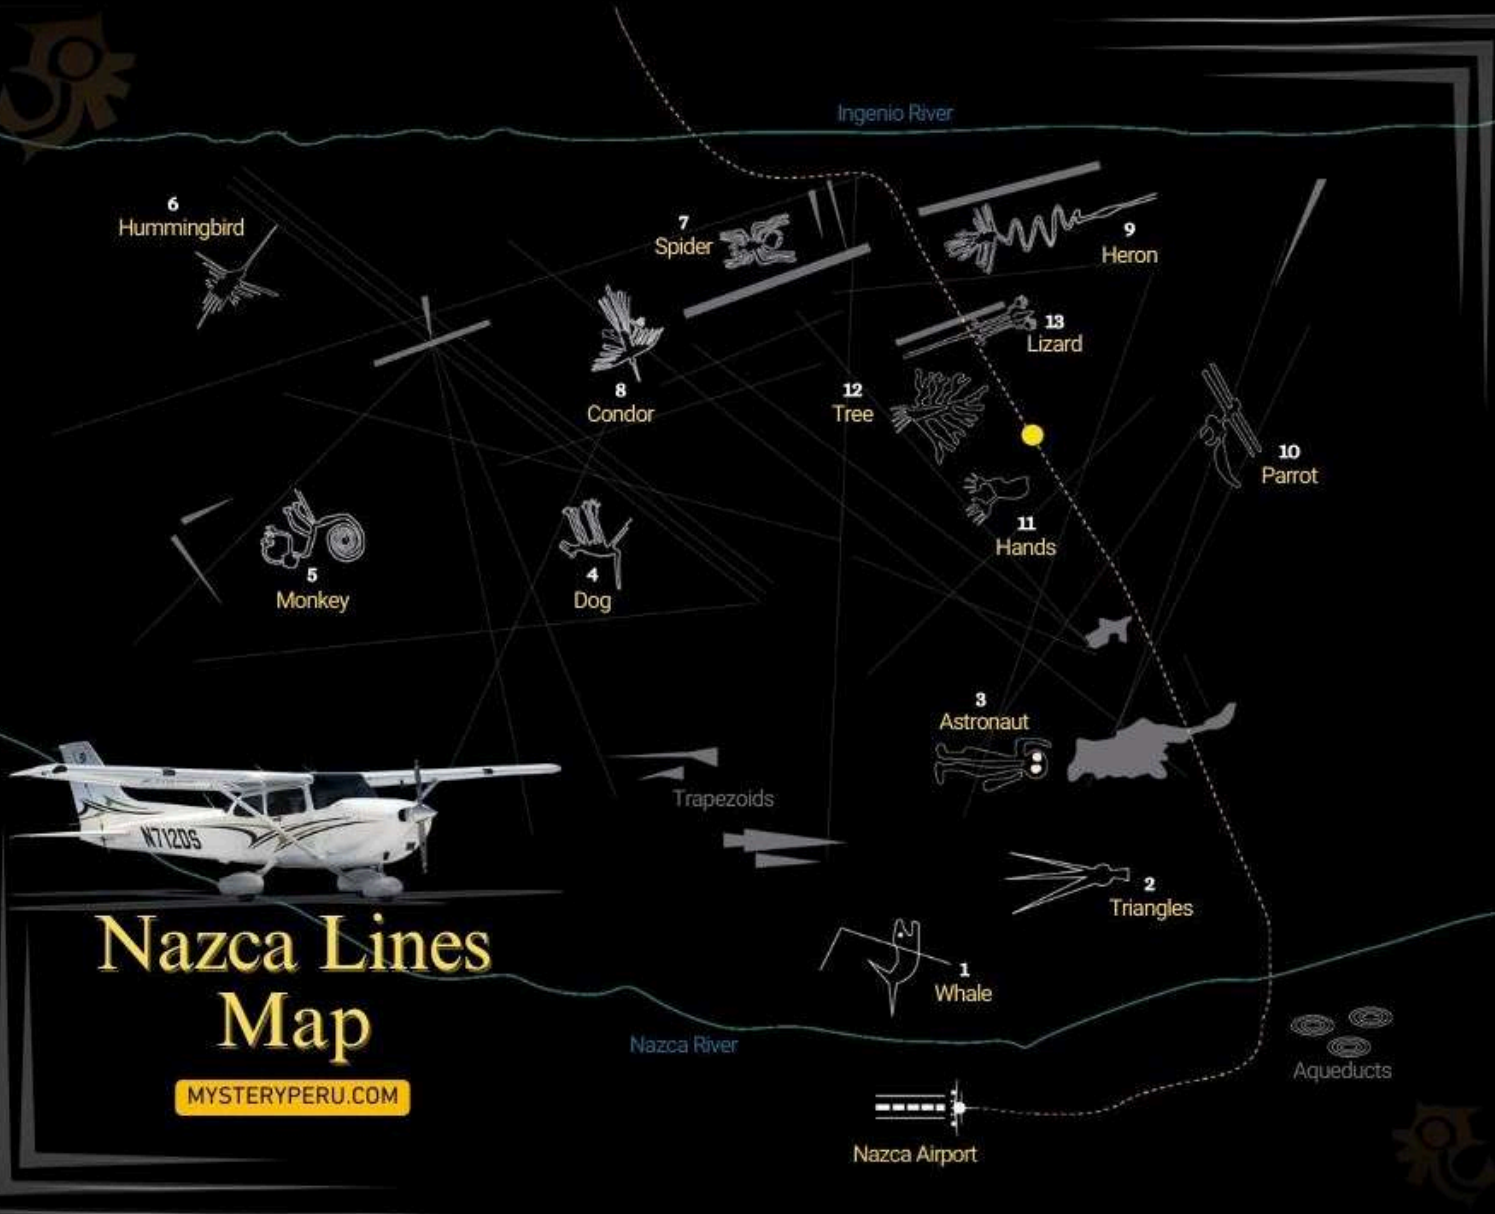 Ingenio River
6
Hummingbird
7
Spider
9
Heron
13
Lizard
8
Condor
12
Tree
10
Parrot
11
Hands
5
Monkey
4
Dog
3
Astronaut
Trapezoids
N712DS
2
Triangles
Nazca Lines
Map
1
Whale
Nazca River
Aqueducts
MYSTERYPERU.COM
Nazca Airport